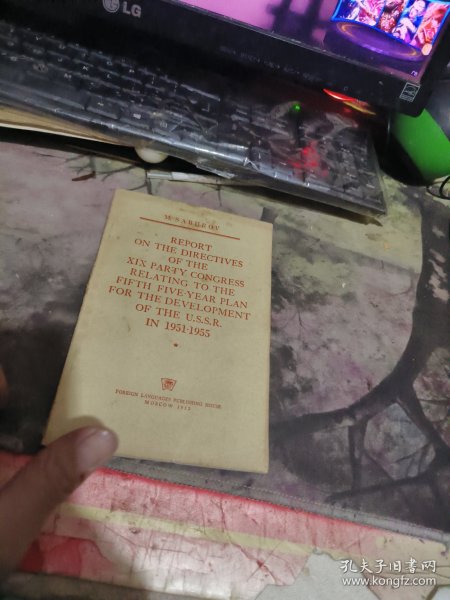 LG
M. SABUROV
REPORT
ON THE DIRECTIVES
OF THE
XIX PARTY CONGRESS
RELATING TO THE
FIFTH FIVE-YEAR PLAN
FOR THE DEVELOPMENT
OF THE U.S.S.R.
IN 1951-1955
FOREIGN LANGUAGES PUBLISHING HOUSE
MOSCOW 1952
孔夫子旧书网
www.kongfz.com